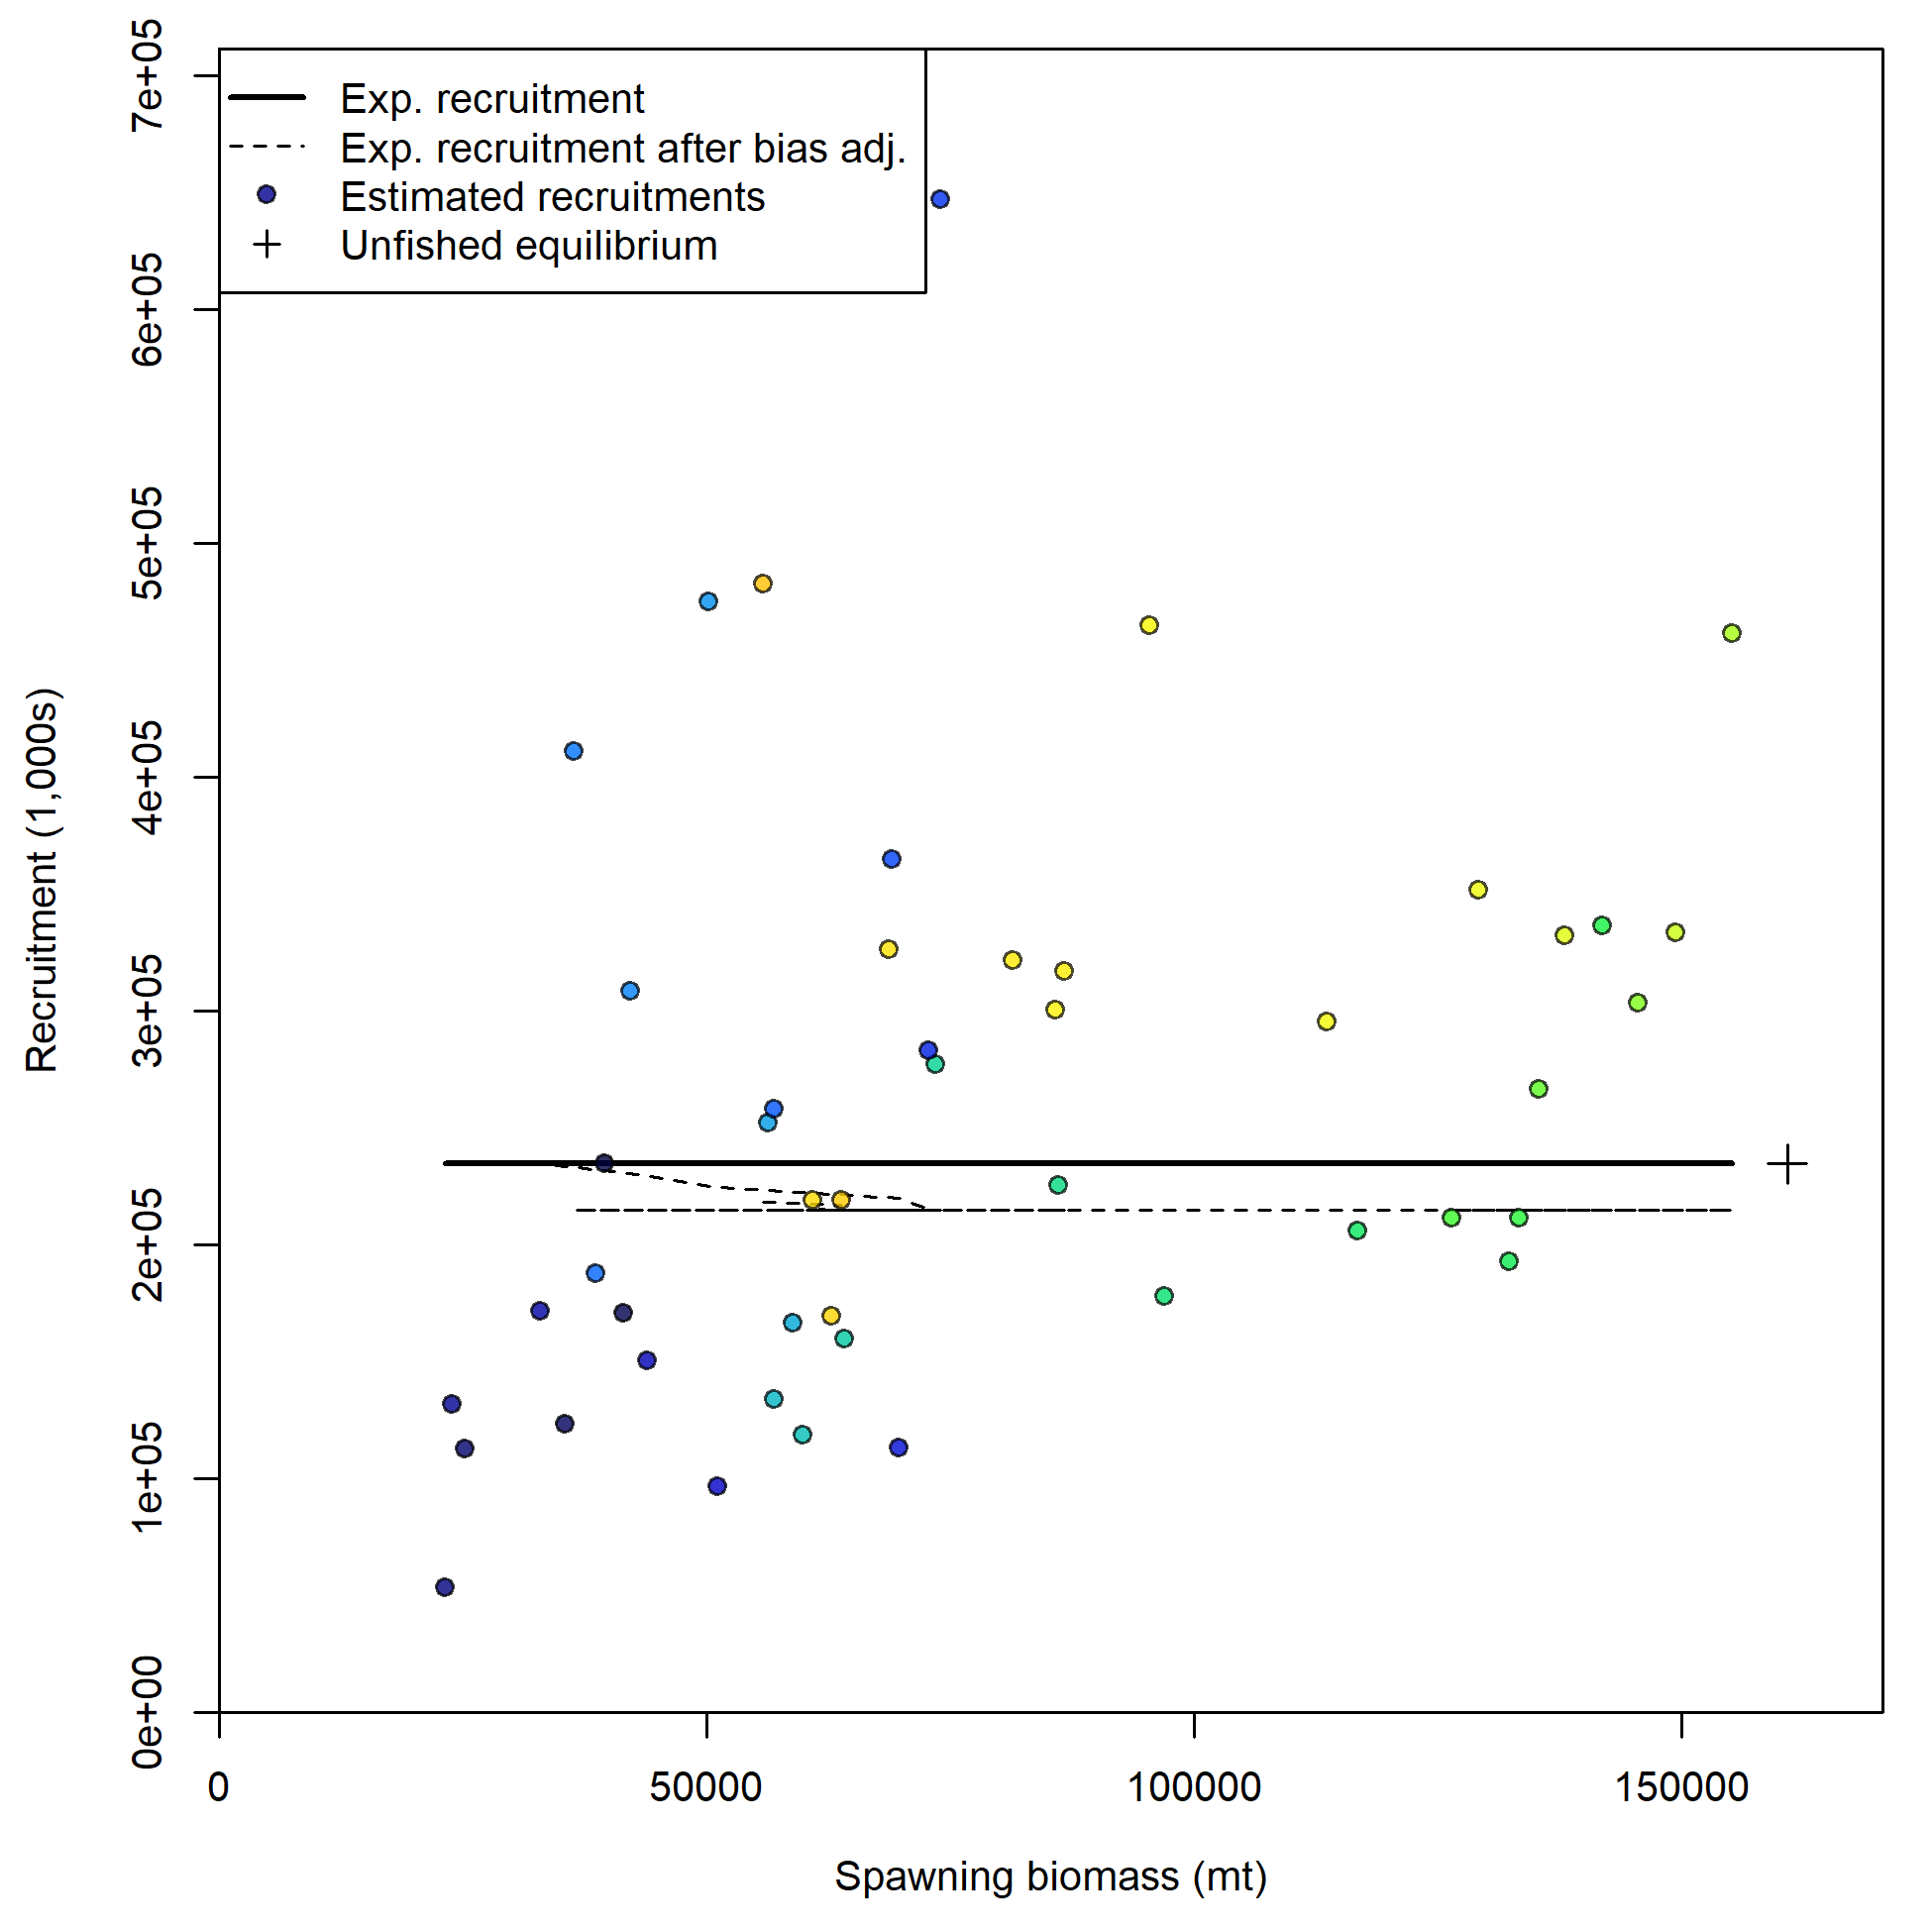 Exp. recruitment
Exp. recruitment after bias adj.
Estimated recruitments
Unfished equilibrium
Recruitment (1,000s)
7e+05
6e+05
5e+05
4e+05
3e+05
2e+05
1e+05
0e+00
0 50000 100000 150000
Spawning biomass (mt)